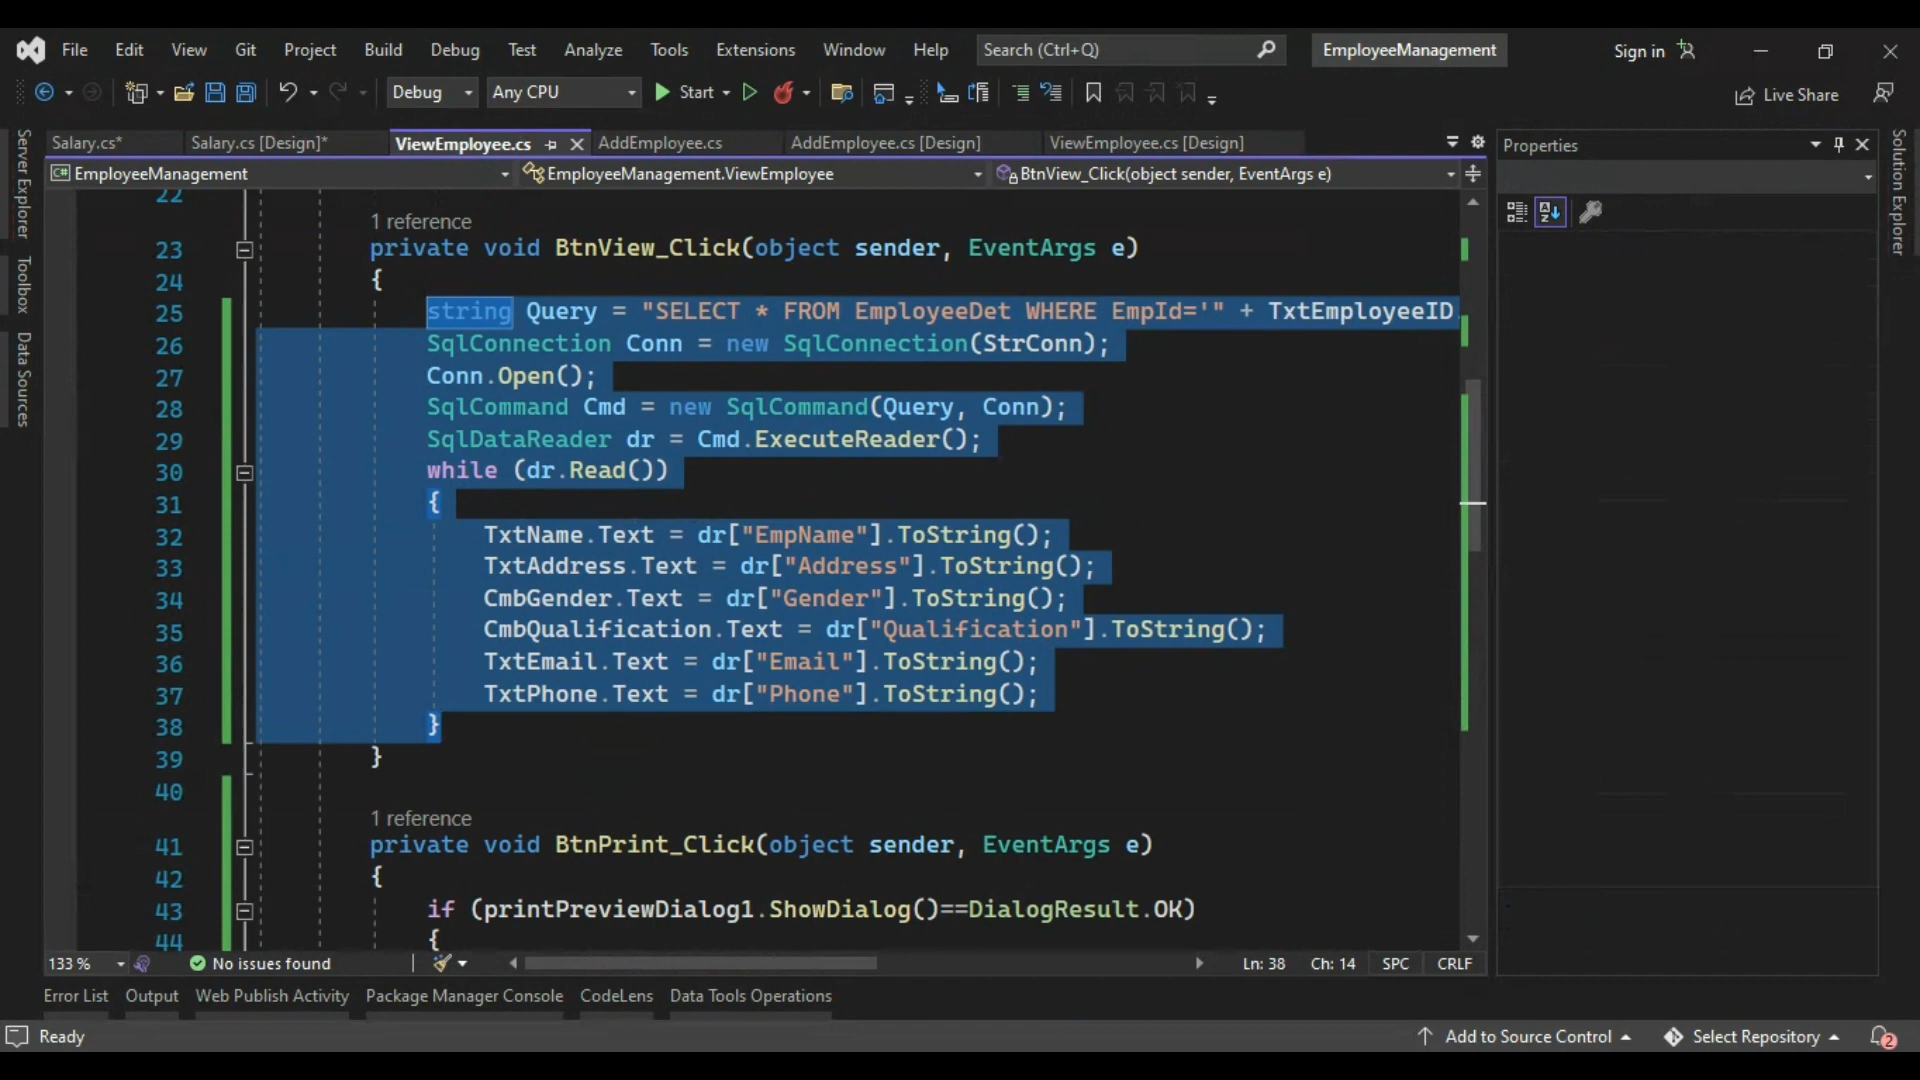 File Edit View Git Project Build Debug Test Analyze Tools Extensions Window Help Search (Ctrl+Q) EmployeeManagement Sign in
Debug Any CPU Start Live Share
Salary.cs* Salary.cs [Design]* ViewEmployee.cs AddEmployee.cs AddEmployee.cs [Design] ViewEmployee.cs [Design] Properties
C# EmployeeManagement EmployeeManagement.ViewEmployee BtnView_Click(object sender, EventArgs e)
Server Explorer
Toolbox
Data Sources
Solution Explorer
22
1 reference
23 private void BtnView_Click(object sender, EventArgs e)
24 {
25 string Query = "SELECT * FROM EmployeeDet WHERE EmpId='" + TxtEmployeeID
26 SqlConnection Conn = new SqlConnection(StrConn);
27 Conn.Open();
28 SqlCommand Cmd = new SqlCommand(Query, Conn);
29 SqlDataReader dr = Cmd.ExecuteReader();
30 while (dr.Read())
31 {
32 TxtName.Text = dr["EmpName"].ToString();
33 TxtAddress.Text = dr["Address"].ToString();
34 CmbGender.Text = dr["Gender"].ToString();
35 CmbQualification.Text = dr["Qualification"].ToString();
36 TxtEmail.Text = dr["Email"].ToString();
37 TxtPhone.Text = dr["Phone"].ToString();
38 }
39 }
40
1 reference
41 private void BtnPrint_Click(object sender, EventArgs e)
42 {
43 if (printPreviewDialog1.ShowDialog()==DialogResult.OK)
44 {
133 % No issues found Ln: 38 Ch: 14 SPC CRLF
Error List Output Web Publish Activity Package Manager Console CodeLens Data Tools Operations
Ready Add to Source Control Select Repository 2